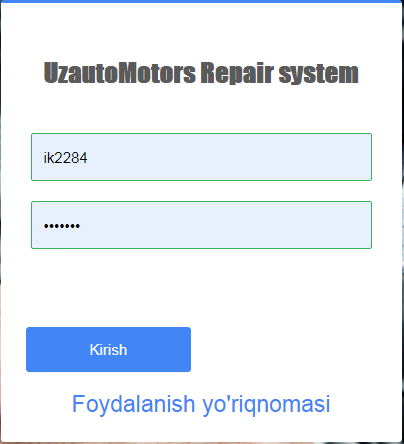 UzautoMotors Repair system
ik2284
•••••••
Kirish
Foydalanish yo'riqnomasi